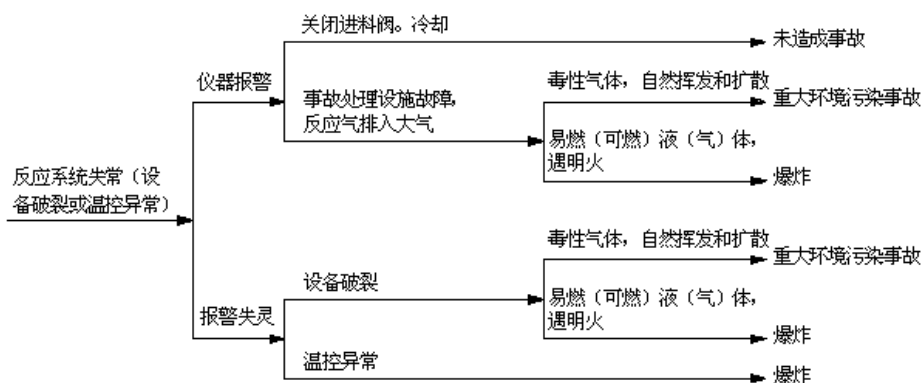 关闭进料阀。冷却
未造成事故
仪器报警
毒性气体，自然挥发和扩散
事故处理设施故障，
反应气排入大气
重大环境污染事故
易燃（可燃）液（气）体，
遇明火
爆炸
反应系统失常（设
备破裂或温控异常）
毒性气体，自然挥发和扩散
重大环境污染事故
设备破裂
易燃（可燃）液（气）体，
遇明火
报警失灵
爆炸
温控异常
爆炸